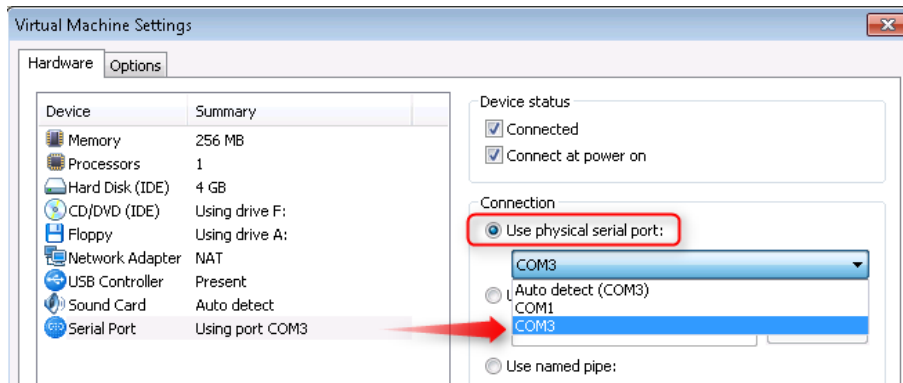 Virtual Machine Settings
Hardware Options
Device Summary
Memory 256 MB
Processors 1
Hard Disk (IDE) 4 GB
CD/DVD (IDE) Using drive F:
Floppy Using drive A:
Network Adapter NAT
USB Controller Present
Sound Card Auto detect
Serial Port Using port COM3
Device status
Connected
Connect at power on
Connection
Use physical serial port:
COM3
Auto detect (COM3)
COM1
COM3
Use named pipe: